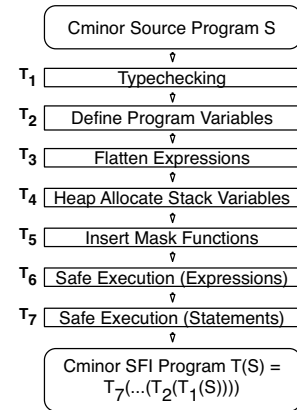 Cminor Source Program S
T1 Typechecking
T2 Define Program Variables
T3 Flatten Expressions
T4 Heap Allocate Stack Variables
T5 Insert Mask Functions
T6 Safe Execution (Expressions)
T7 Safe Execution (Statements)
Cminor SFI Program T(S) =
T7(...(T2(T1(S))))